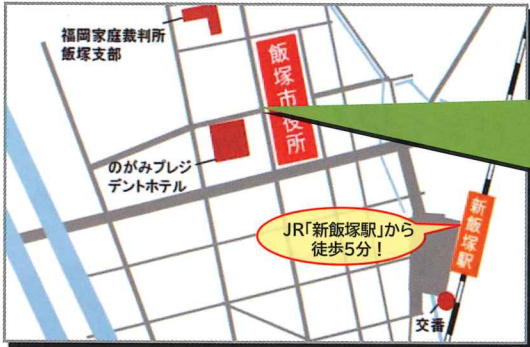 福岡家庭裁判所
飯塚支部
飯塚市役所
のがみプレジ
デントホテル
JR「新飯塚駅」から
徒歩5分！
新飯塚駅
交番